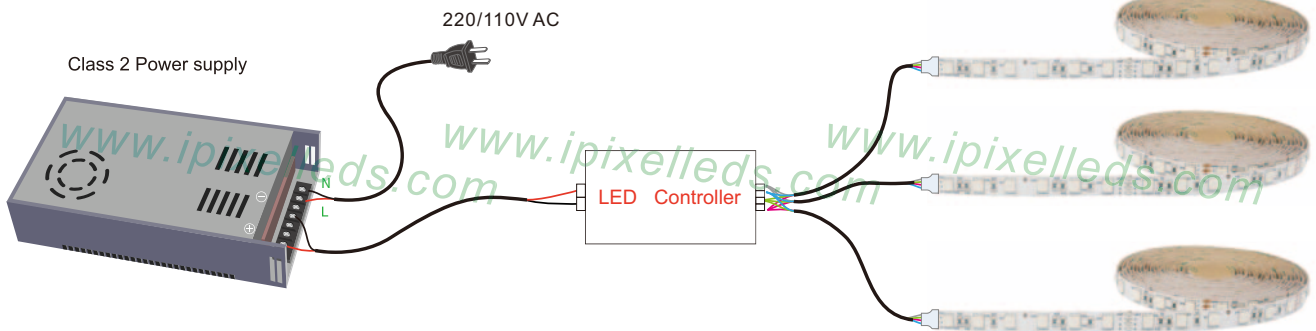 220/110V AC
Class 2 Power supply
www.ipixelleds.com
www.ipixelleds.com
www.ipixelleds.com
N
L
LED Controller